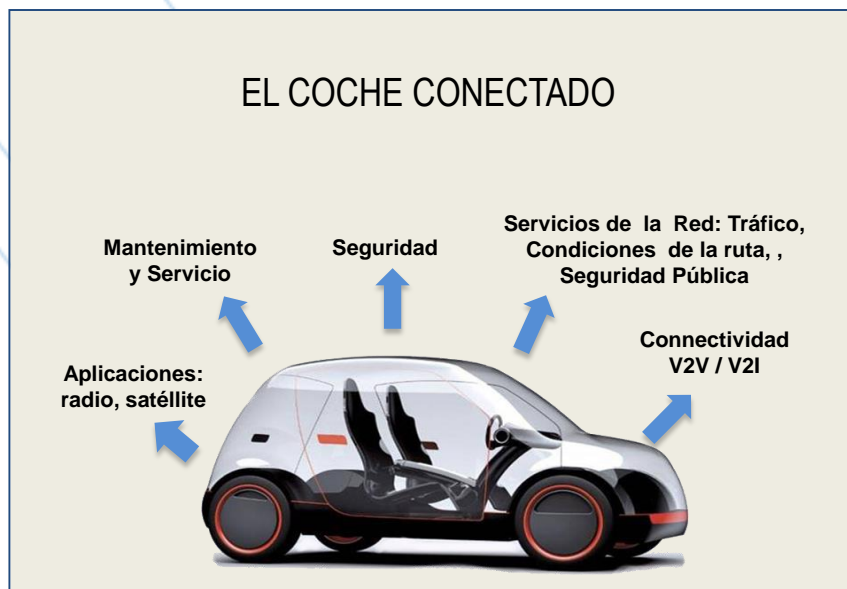 EL COCHE CONECTADO
Mantenimiento
y Servicio
Seguridad
Servicios de la Red: Tráfico,
Condiciones de la ruta, ,
Seguridad Pública
Connectividad
V2V / V2I
Aplicaciones:
radio, satéllite